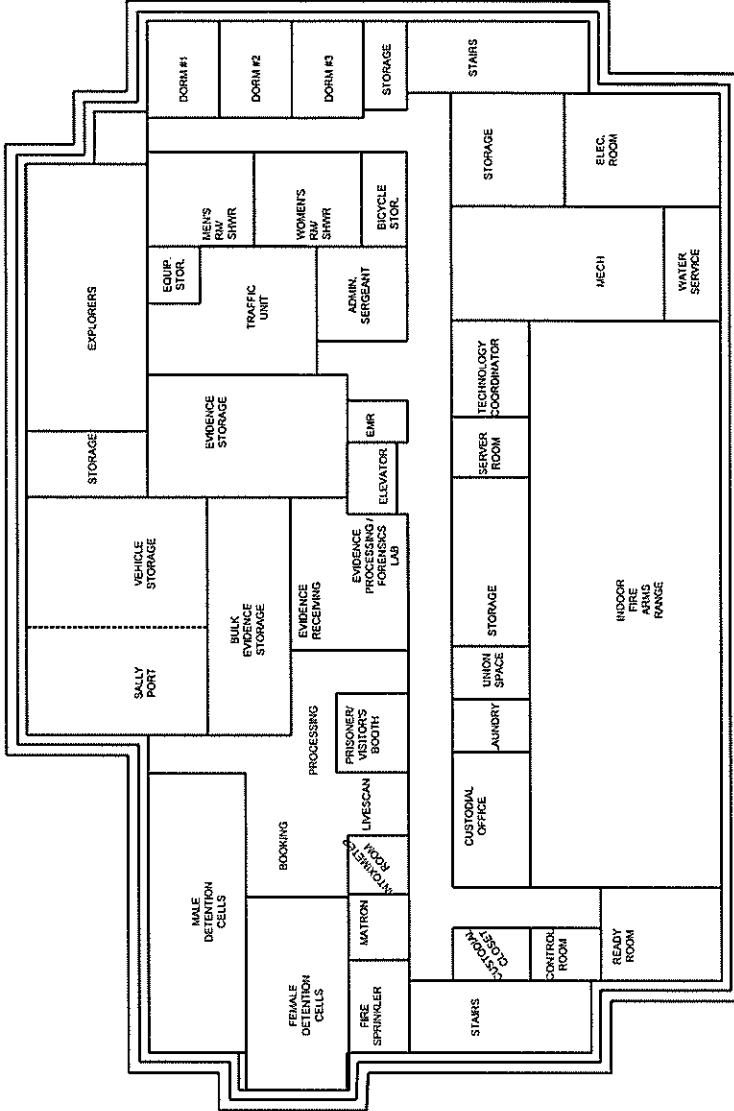 STORAGE
EXPLORERS
SALLY
PORT
VEHICLE
STORAGE
MALE
DETENTION
CELLS
BULK
EVIDENCE
STORAGE
EVIDENCE
STORAGE
EQUIP.
STOR.
TRAFFIC
UNIT
MEN'S
RM/
SHWR
DORM #1
DORM #2
DORM #3
STORAGE
WOMEN'S
RM/
SHWR
BICYCLE
STOR.
ADMIN.
SERGEANT
FEMALE
DETENTION
CELLS
BOOKING
PROCESSING
EVIDENCE
RECEIVING
FIRE
SPRINKLER
MATRON
INTOXIMETER
ROOM
LIVESCAN
PRISONER/
VISITOR'S
BOOTH
EVIDENCE
PROCESSING /
FORENSICS
LAB
ELEVATOR
EMR
STAIRS
CUSTODIAL
CLOSET
CUSTODIAL
OFFICE
LAUNDRY
UNION
SPACE
STORAGE
SERVER
ROOM
TECHNOLOGY
COORDINATOR
STORAGE
STAIRS
CONTROL
ROOM
READY
ROOM
INDOOR
FIRE
ARMS
RANGE
MECH
WATER
SERVICE
ELEC.
ROOM